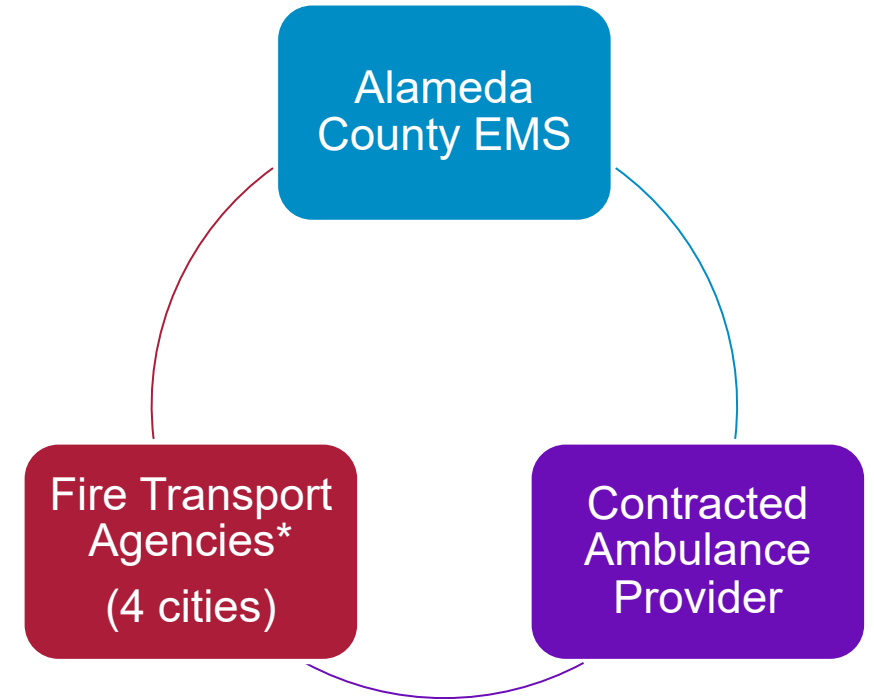 Alameda
County EMS
Fire Transport
Agencies*
(4 cities)
Contracted
Ambulance
Provider